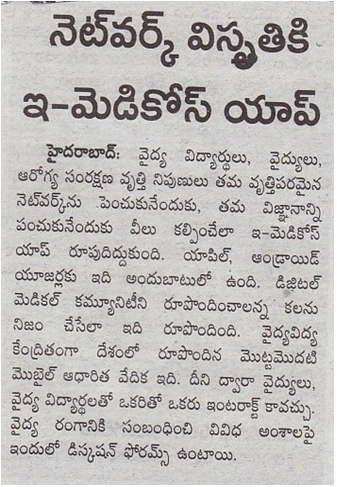 నెట్‌వర్క్ విస్తృతికి
ఇ-మెడికోస్ యాప్
హైదరాబాద్: వైద్య విద్యార్థులు, వైద్యులు,
ఆరోగ్య సంరక్షణ వృత్తి నిపుణులు తమ వృత్తిపరమైన
నెట్‌వర్క్‌ను పెంచుకునేందుకు, తమ విజ్ఞానాన్ని
పంచుకునేందుకు వీలు కల్పించేలా ఇ-మెడికోస్
యాప్ రూపుదిద్దుకుంది. యాపిల్, ఆండ్రాయిడ్
యూజర్లకు ఇది అందుబాటులో ఉంది. డిజిటల్
మెడికల్ కమ్యూనిటీని రూపొందించాలన్న కలను
నిజం చేసేలా ఇది రూపొందింది. వైద్యవిద్య
కేంద్రితంగా దేశంలో రూపొందిన మొట్టమొదటి
మొబైల్ ఆధారిత వేదిక ఇది. దీని ద్వారా వైద్యులు,
వైద్య విద్యార్థలతో ఒకరితో ఒకరు ఇంటరాక్ట్ కావచ్చు.
వైద్య రంగానికి సంబంధించి వివిధ అంశాలపై
ఇందులో డిస్కషన్ ఫోరమ్స్ ఉంటాయి.